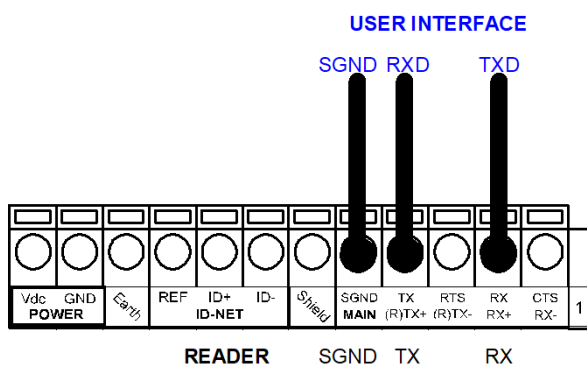 USER INTERFACE
SGND RXD TXD
Vdc GND Earth REF ID+ ID- Shield SGND TX RTS RX CTS
POWER ID-NET MAIN (R)TX+ (R)TX- RX+ RX- 1
READER SGND TX RX